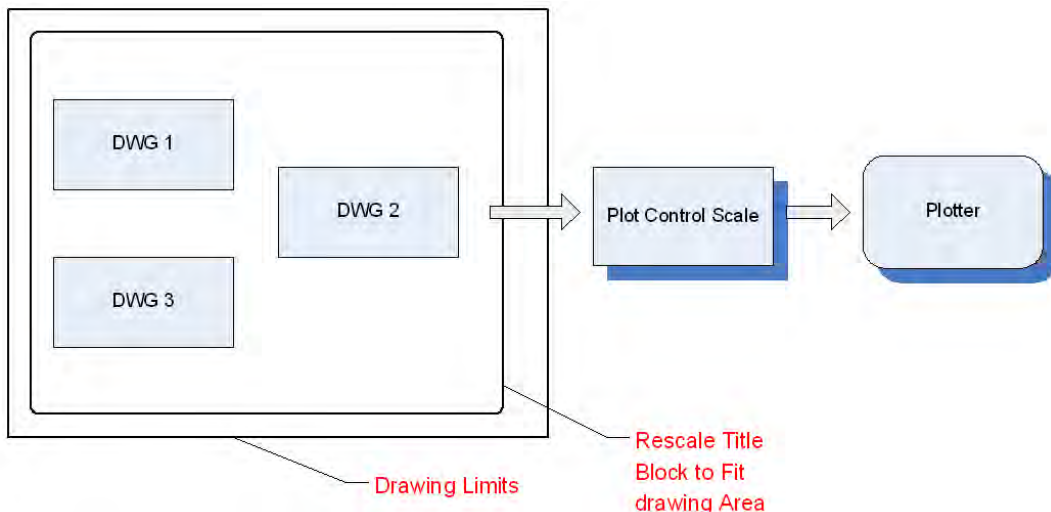 DWG 1
DWG 2
DWG 3
Plot Control Scale
Plotter
Drawing Limits
Rescale Title
Block to Fit
drawing Area